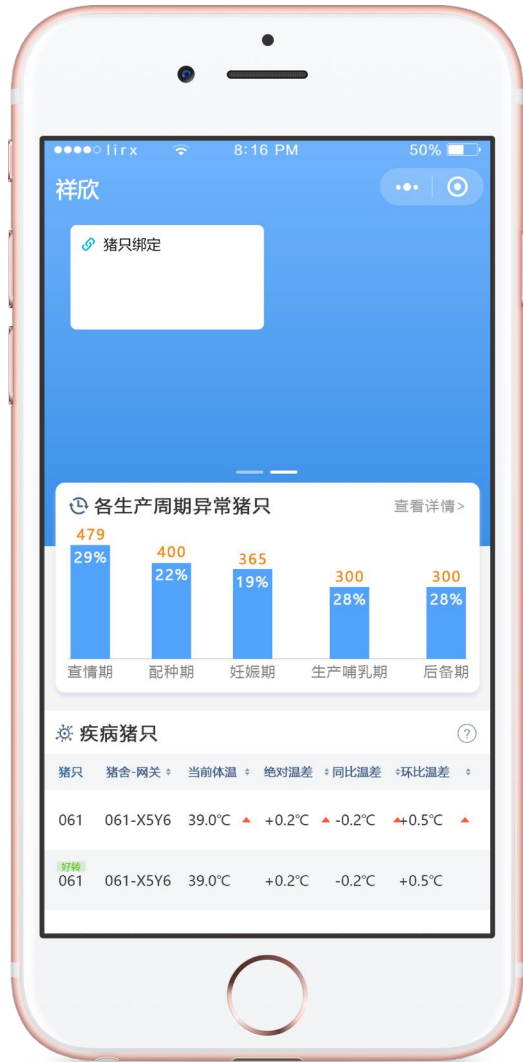 lirx 8:16 PM 50%
祥欣
猪只绑定
各生产周期异常猪只 查看详情>
479 400 365 300 300
29% 22% 19% 28% 28%
查情期 配种期 妊娠期 生产哺乳期 后备期
疾病猪只 ?
猪只 猪舍-网关 当前体温 绝对温差 同比温差 环比温差
061 061-X5Y6 39.0℃ +0.2℃ -0.2℃ +0.5℃
好转
061 061-X5Y6 39.0℃ +0.2℃ -0.2℃ +0.5℃